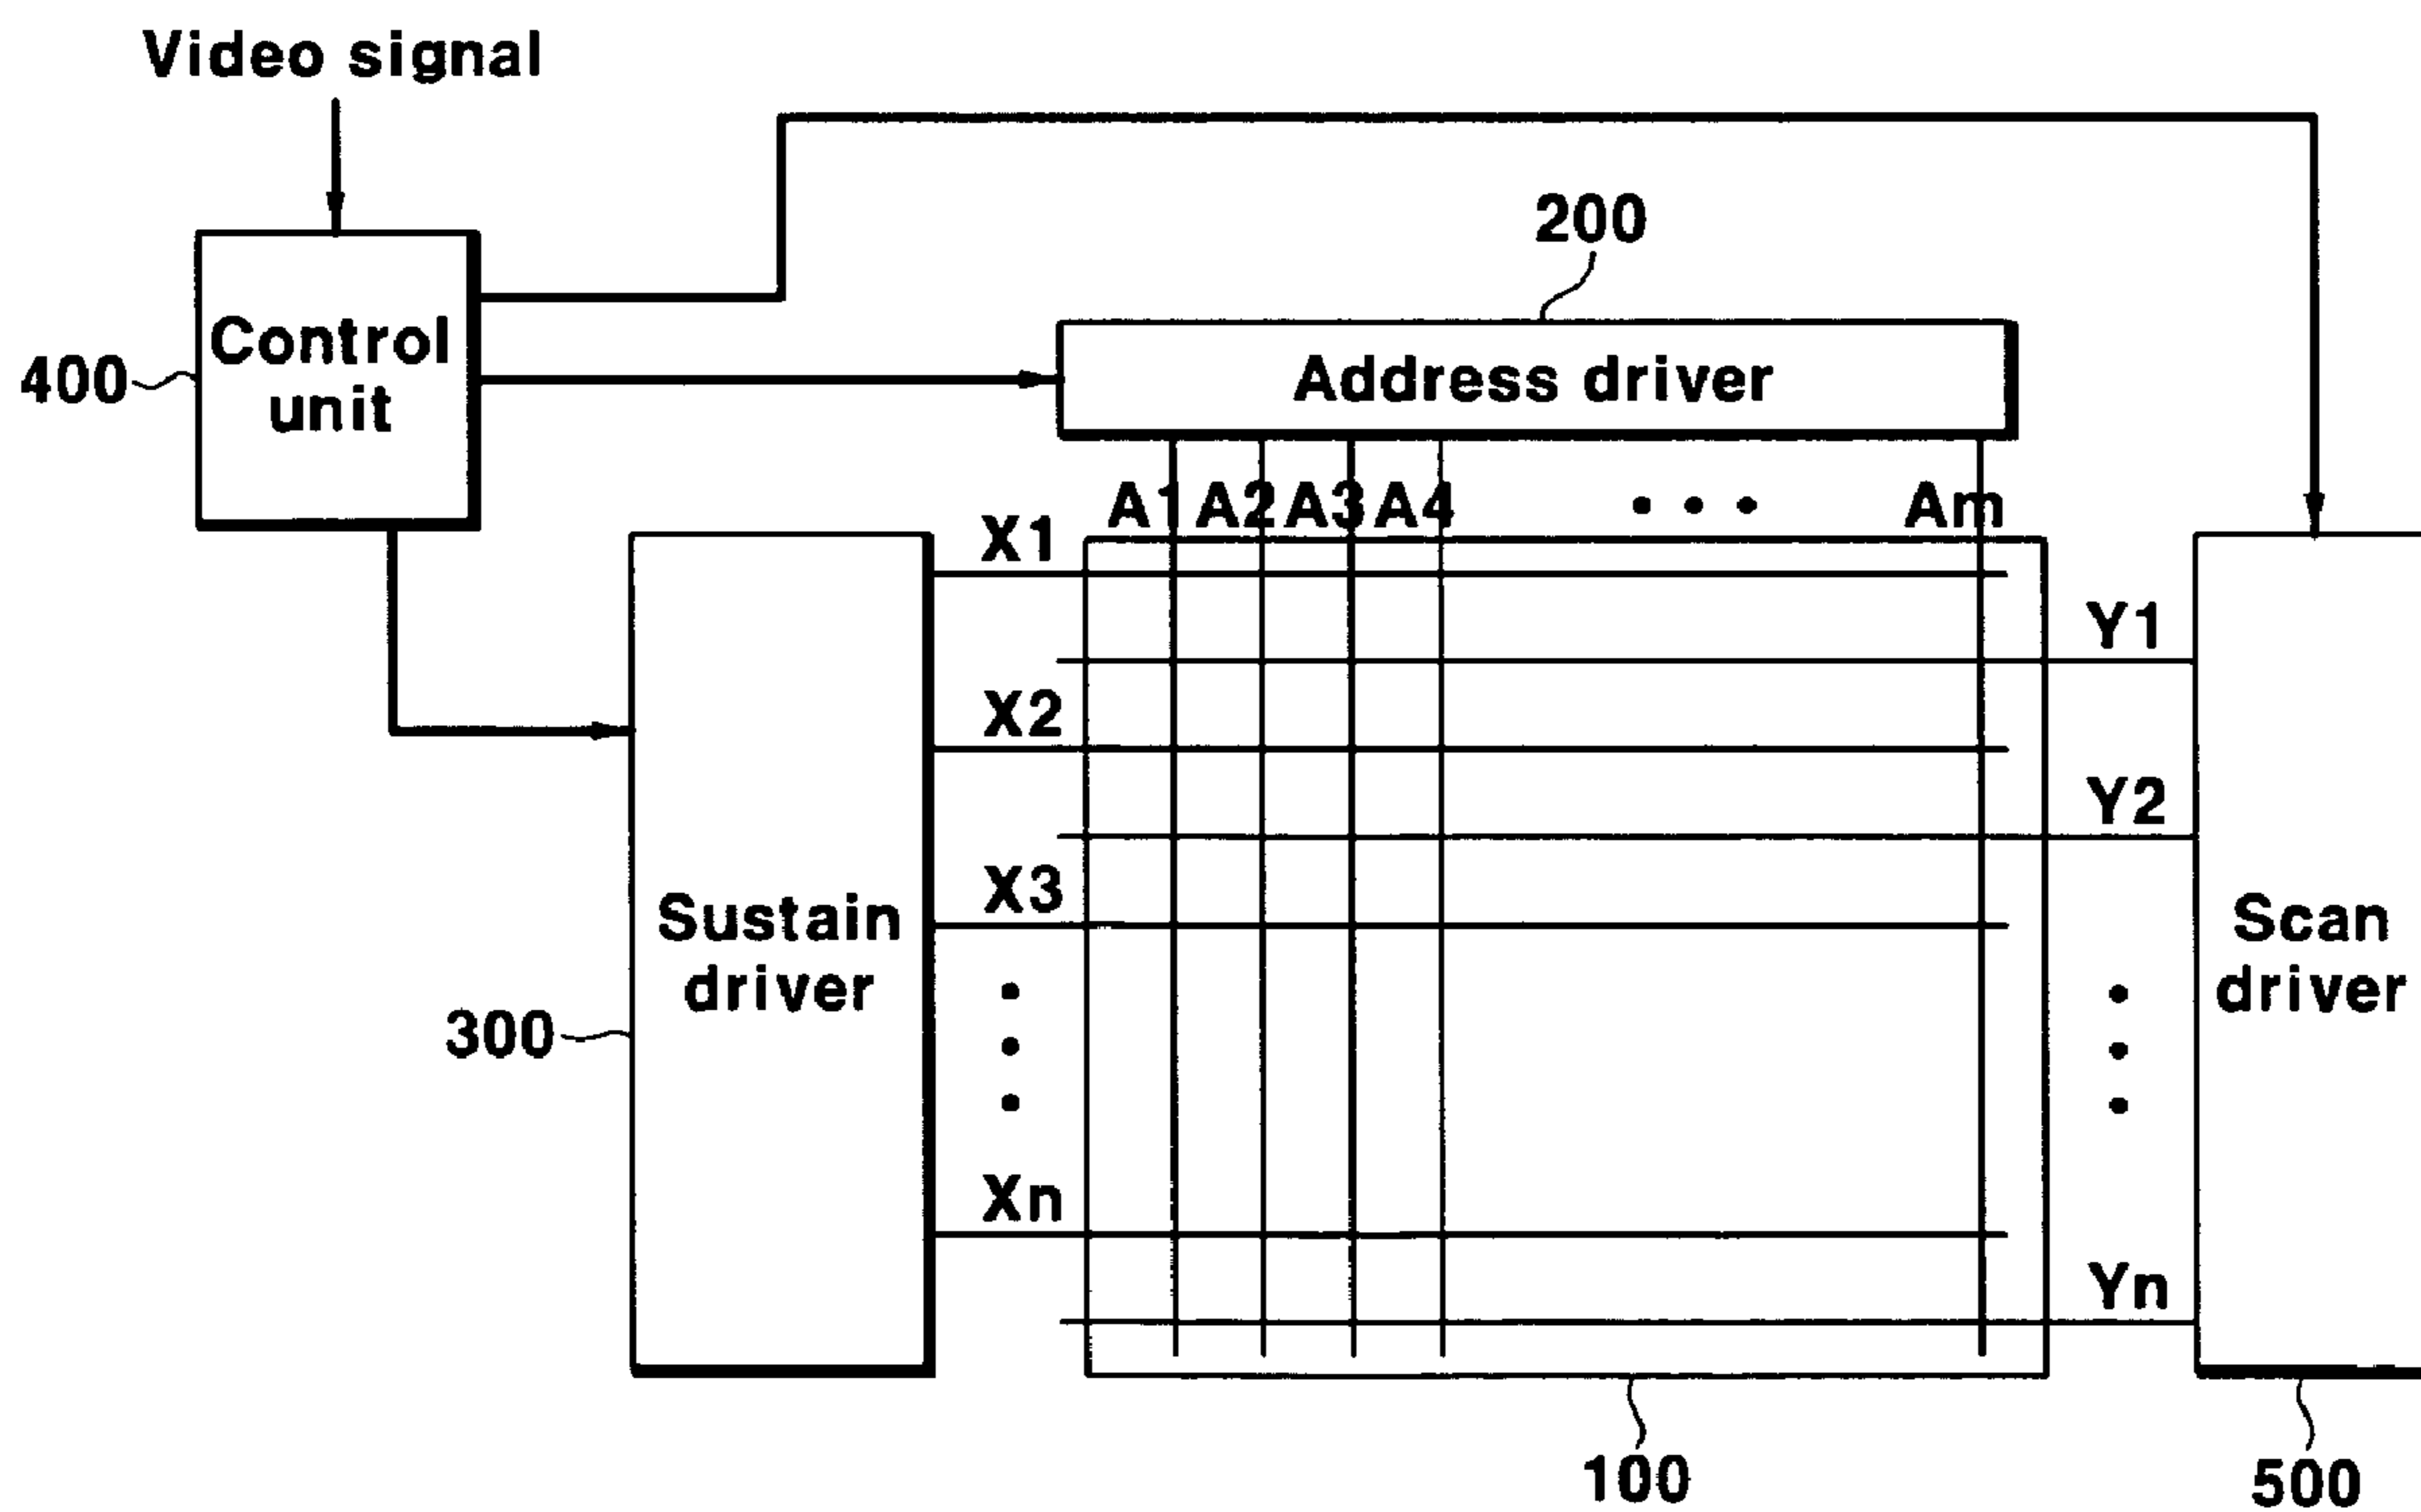 Video signal
200
Control
unit
400
Address driver
A1 A2 A3 A4 • • • Am
X1
Y1
X2
Y2
X3
Sustain
driver
Scan
driver
300
Xn
Yn
100
500